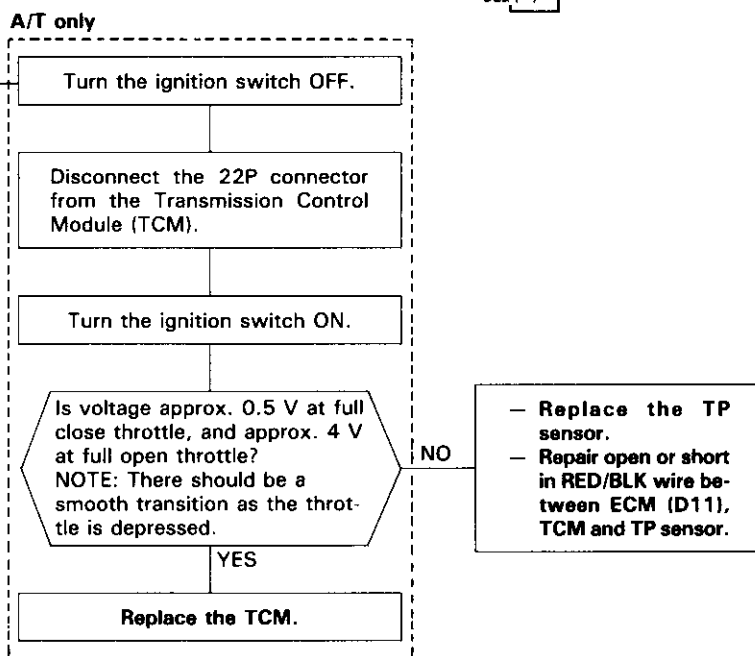 A/T only
Turn the ignition switch OFF.
Disconnect the 22P connector
from the Transmission Control
Module (TCM).
Turn the ignition switch ON.
Is voltage approx. 0.5 V at full
close throttle, and approx. 4 V
at full open throttle?
NOTE: There should be a
smooth transition as the throt-
tle is depressed.
NO
— Replace the TP
sensor.
— Repair open or short
in RED/BLK wire be-
tween ECM (D11),
TCM and TP sensor.
YES
Replace the TCM.